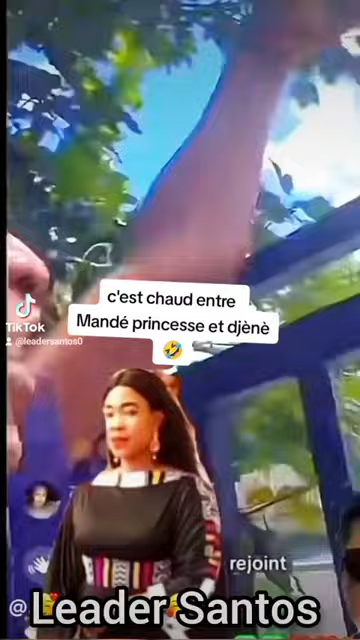 c'est chaud entre
Mandé princesse et djènè
🤣
TikTok
@leadersantos0
rejoint
@
Leader Santos